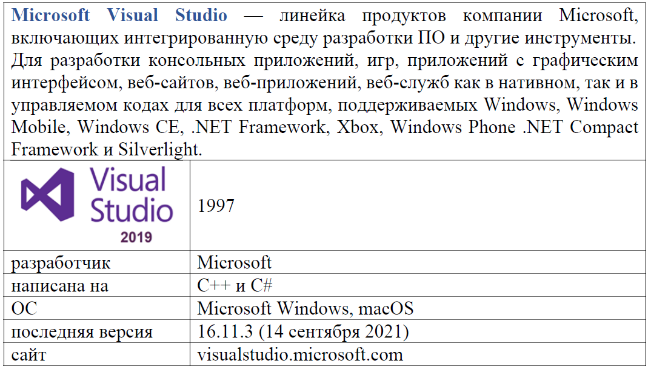 Microsoft Visual Studio — линейка продуктов компании Microsoft,
включающих интегрированную среду разработки ПО и другие инструменты.
Для разработки консольных приложений, игр, приложений с графическим
интерфейсом, веб-сайтов, веб-приложений, веб-служб как в нативном, так и в
управляемом кодах для всех платформ, поддерживаемых Windows, Windows
Mobile, Windows CE, .NET Framework, Xbox, Windows Phone .NET Compact
Framework и Silverlight.
Visual
Studio
2019
1997
разработчик Microsoft
написана на C++ и C#
ОС Microsoft Windows, macOS
последняя версия 16.11.3 (14 сентября 2021)
сайт visualstudio.microsoft.com